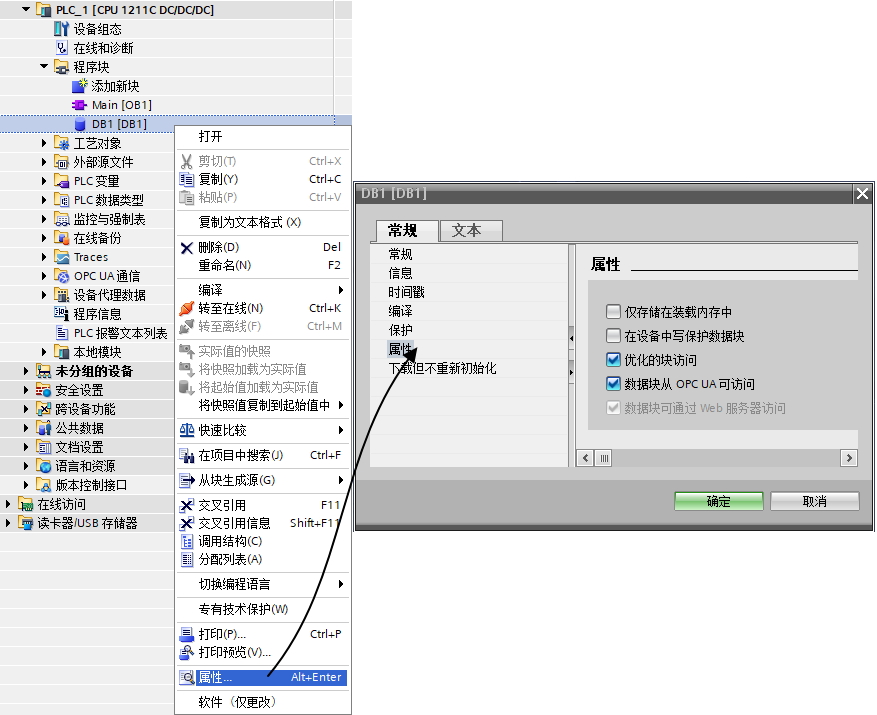 PLC_1 [CPU 1211C DC/DC/DC]
设备组态
在线和诊断
程序块
添加新块
Main [OB1]
DB1 [DB1]
工艺对象
外部源文件
PLC 变量
PLC 数据类型
监控与强制表
在线备份
Traces
OPC UA 通信
设备代理数据
程序信息
PLC 报警文本列表
本地模块
未分组的设备
安全设置
跨设备功能
公共数据
文档设置
语言和资源
版本控制接口
在线访问
读卡器/USB 存储器
打开
剪切(T) Ctrl+X
复制(Y) Ctrl+C
粘贴(P) Ctrl+V
复制为文本格式 (X)
删除(D) Del
重命名(N) F2
编译
转至在线(N) Ctrl+K
转至离线(F) Ctrl+M
实际值的快照
将快照加载为实际值
将起始值加载为实际值
将快照值复制到起始值中
快速比较
在项目中搜索(J) Ctrl+F
从块生成源(G)
交叉引用 F11
交叉引用信息 Shift+F11
调用结构(C)
分配列表(A)
切换编程语言
专有技术保护(W)
打印(P)... Ctrl+P
打印预览(V)...
属性... Alt+Enter
软件（仅更改）
DB1 [DB1]
常规 文本
常规
信息
时间戳
编译
保护
属性
下载但不重新初始化
属性
仅存储在装载内存中
在设备中写保护数据块
优化的块访问
数据块从 OPC UA 可访问
数据块可通过 Web 服务器访问
确定 取消